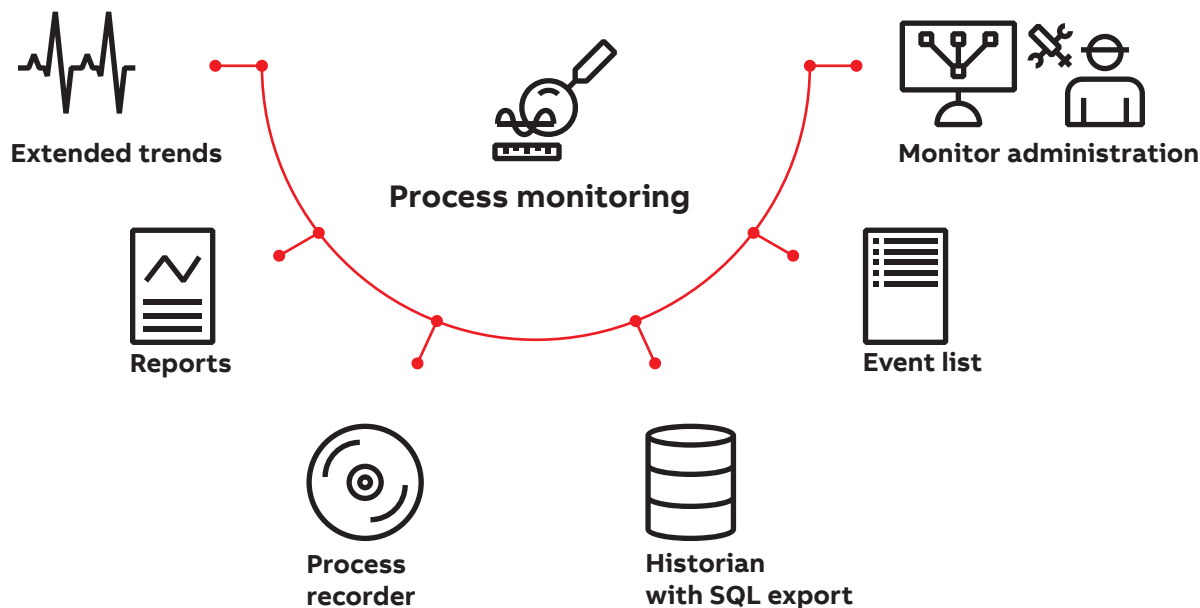 Extended trends
Process monitoring
Monitor administration
Reports
Event list
Process
recorder
Historian
with SQL export